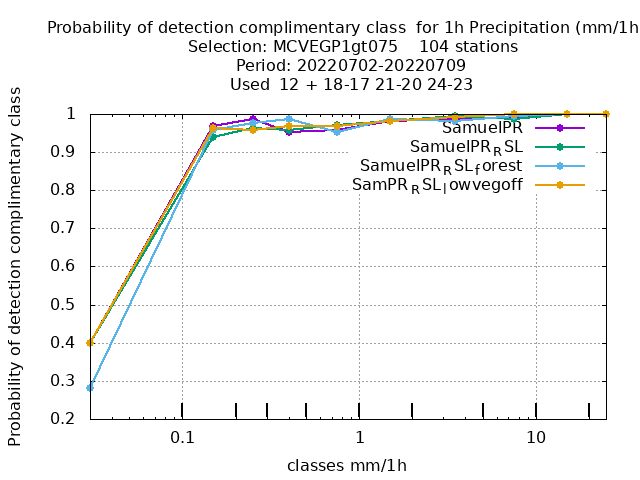 Probability of detection complimentary class  for 1h Precipitation (mm/1h
Selection: MCVEGP1gt075    104 stations
Period: 20220702-20220709
Used  12 + 18-17 21-20 24-23
Probability of detection complimentary class
1
0.9
0.8
0.7
0.6
0.5
0.4
0.3
0.2
SamuelPR
SamuelPR_RSL
SamuelPR_RSL_forest
SamPR_RSL_lowvegoff
0.1
1
10
classes mm/1h